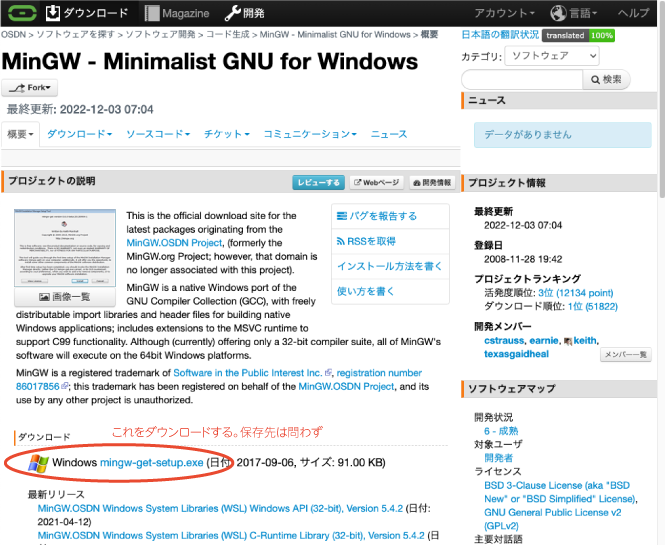 ダウンロード Magazine 開発 アカウント 言語 ヘルプ
OSDN > ソフトウェアを探す > ソフトウェア開発 > コード生成 > MinGW - Minimalist GNU for Windows > 概要
日本語の翻訳状況 translated 100%
MinGW - Minimalist GNU for Windows
カテゴリ: ソフトウェア
検索
Fork
最終更新: 2022-12-03 07:04
概要 ダウンロード ソースコード チケット コミュニケーション ニュース
ニュース
データがありません
プロジェクトの説明 レビューする Webページ 開発情報
This is the official download site for the
latest packages originating from the
MinGW.OSDN Project, (formerly the
MinGW.org Project; however, that domain is
no longer associated with this project).
画像一覧
MinGW is a native Windows port of the
GNU Compiler Collection (GCC), with freely
distributable import libraries and header files for building native
Windows applications; includes extensions to the MSVC runtime to
support C99 functionality. Although (currently) offering only a 32-bit compiler suite, all of MinGW's
software will execute on the 64bit Windows platforms.
バグを報告する
RSSを取得
インストール方法を書く
使い方を書く
MinGW is a registered trademark of Software in the Public Interest Inc. , registration number
86017856 ; this trademark has been registered on behalf of the MinGW.OSDN Project, and its
use by any other project is unauthorized.
ダウンロード
これをダウンロードする。保存先は問わず
Windows mingw-get-setup.exe (日付: 2017-09-06, サイズ: 91.00 KB)
最新リリース
MinGW.OSDN Windows System Libraries (WSL) Windows API (32-bit), Version 5.4.2 (日付:
2021-04-12)
MinGW.OSDN Windows System Libraries (WSL) C-Runtime Library (32-bit), Version 5.4.2 (日
プロジェクト情報
最終更新
2022-12-03 07:04
登録日
2008-11-28 19:42
プロジェクトランキング
活発度順位: 3位 (12134 point)
ダウンロード順位: 1位 (51822)
開発メンバー
cstrauss, earnie, keith,
texasgaidheal
メンバー一覧
ソフトウェアマップ
開発状況
6 - 成熟
対象ユーザ
開発者
ライセンス
BSD 3-Clause License (aka "BSD
New" or "BSD Simplified" License),
GNU General Public License v2
(GPLv2)
主要対話語